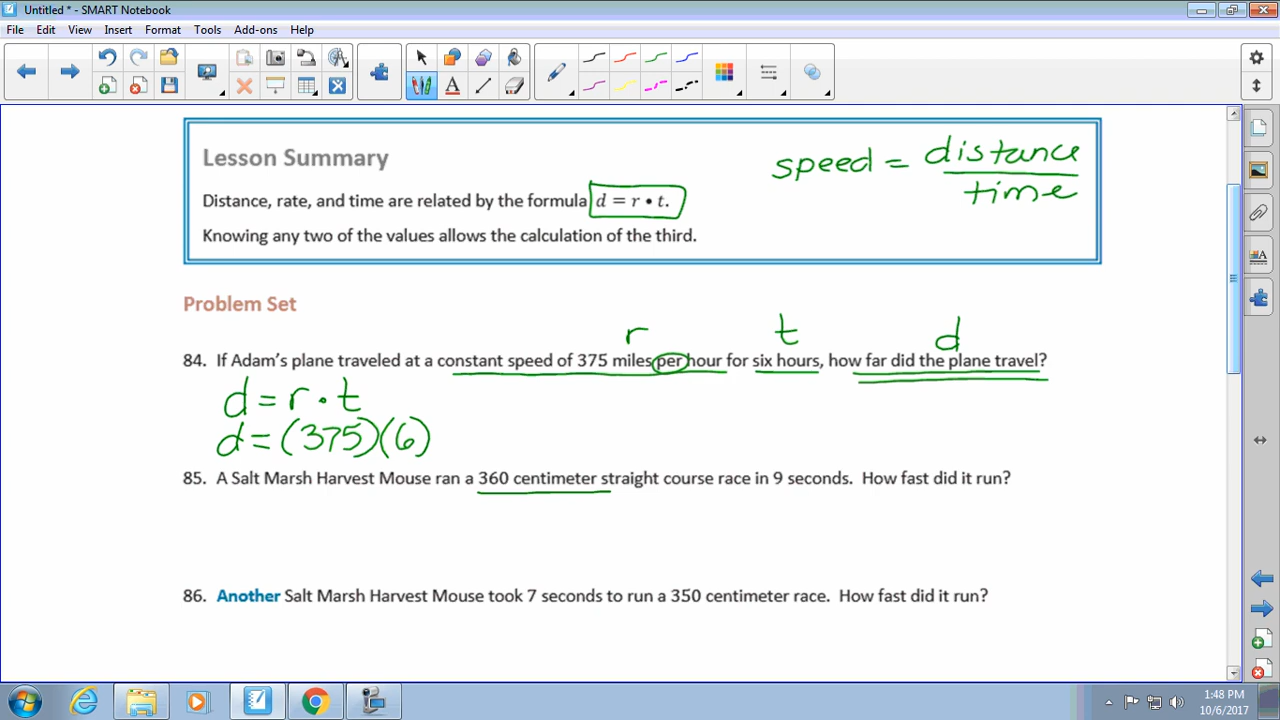 Untitled * - SMART Notebook
File Edit View Insert Format Tools Add-ons Help
Lesson Summary
speed = distance
time
Distance, rate, and time are related by the formula d = r • t.
Knowing any two of the values allows the calculation of the third.
Problem Set
r t d
84. If Adam's plane traveled at a constant speed of 375 miles per hour for six hours, how far did the plane travel?
d = r · t
d = (375)(6)
85. A Salt Marsh Harvest Mouse ran a 360 centimeter straight course race in 9 seconds. How fast did it run?
86. Another Salt Marsh Harvest Mouse took 7 seconds to run a 350 centimeter race. How fast did it run?
1:48 PM
10/6/2017